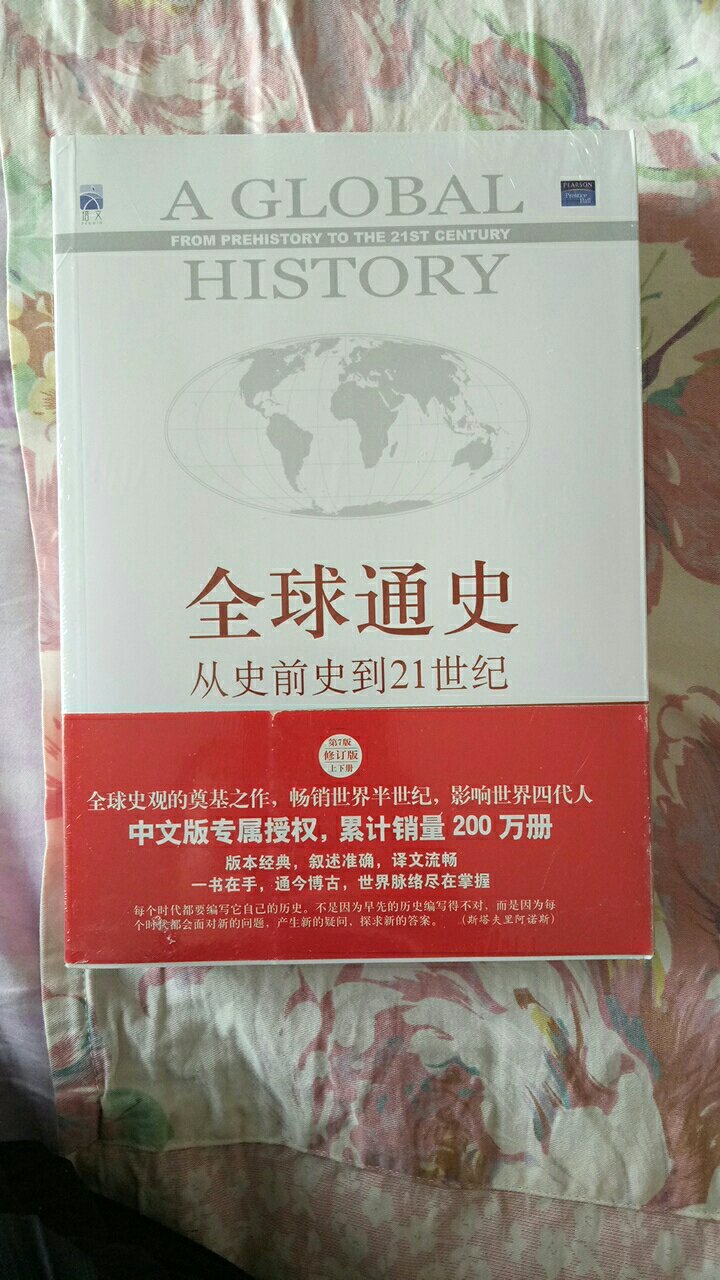 A GLOBAL
FROM PREHISTORY TO THE 21ST CENTURY
HISTORY
培文
PEARSON
Prentice
Hall
全球通史
从史前史到21世纪
第7版
修订版
上下册
全球史观的奠基之作，畅销世界半世纪，影响世界四代人
中文版专属授权，累计销量 200 万册
版本经典，叙述准确，译文流畅
一书在手，通今博古，世界脉络尽在掌握
每个时代都要编写它自己的历史。不是因为早先的历史编写得不对，而是因为每
个时代都会面对新的问题，产生新的疑问，探求新的答案。（斯塔夫里阿诺斯）